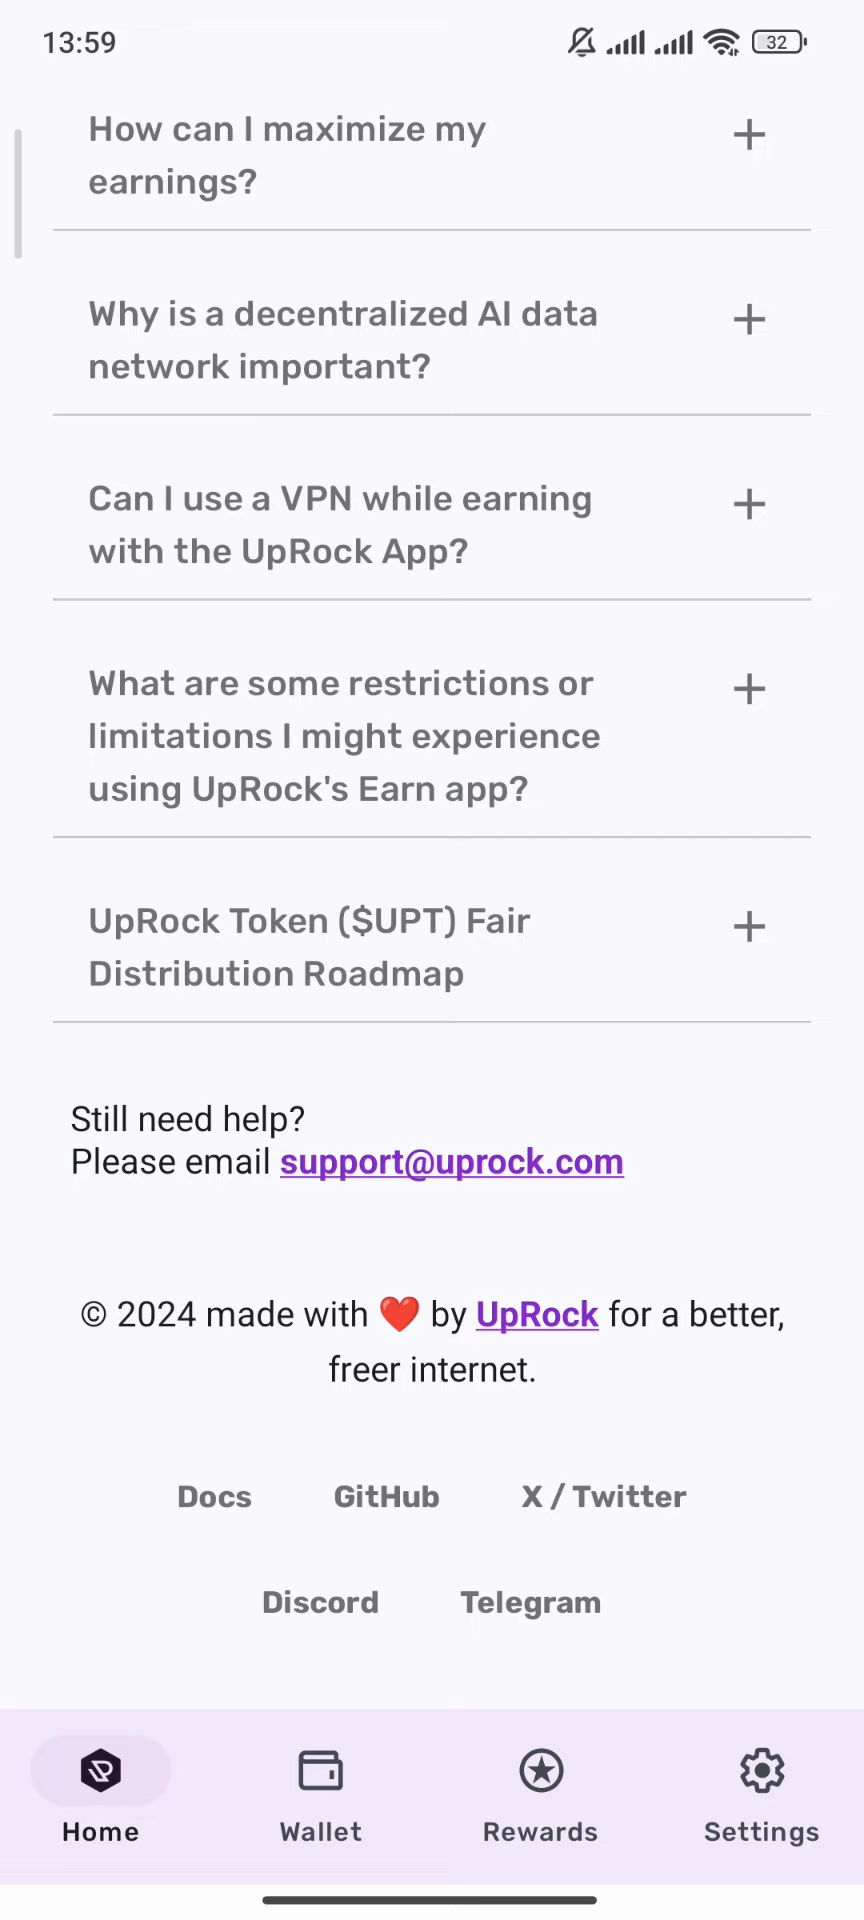 13:59
32
How can I maximize my
earnings?
Why is a decentralized AI data
network important?
Can I use a VPN while earning
with the UpRock App?
What are some restrictions or
limitations I might experience
using UpRock's Earn app?
UpRock Token ($UPT) Fair
Distribution Roadmap
Still need help?
Please email support@uprock.com
© 2024 made with ❤️ by UpRock for a better,
freer internet.
Docs GitHub X / Twitter
Discord Telegram
Home Wallet Rewards Settings